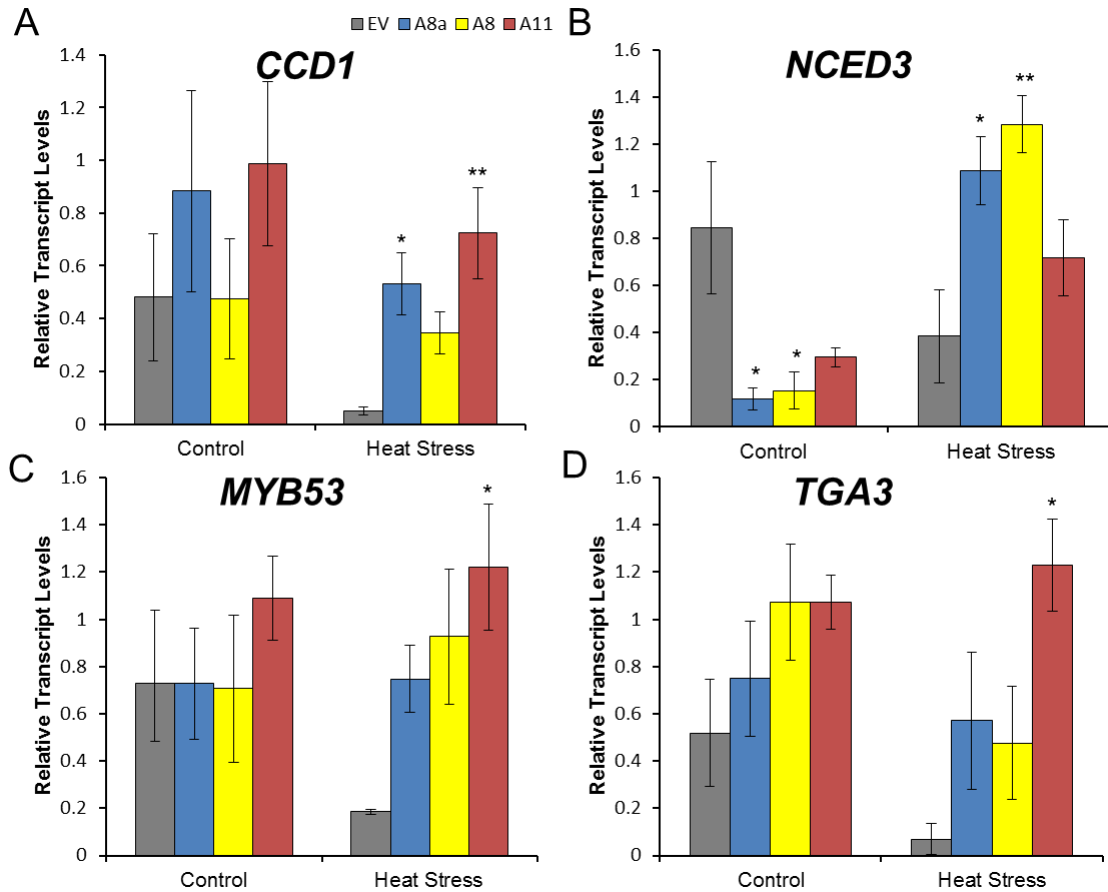 A
EV A8a A8 A11
B
CCD1
NCED3
Relative Transcript Levels
1.4
1.2
1
0.8
0.6
0.4
0.2
0
*
**
Control
Heat Stress
Relative Transcript Levels
1.6
1.4
1.2
1
0.8
0.6
0.4
0.2
0
*
*
*
**
Control
Heat Stress
C
D
MYB53
TGA3
Relative Transcript Levels
1.6
1.4
1.2
1
0.8
0.6
0.4
0.2
0
*
Control
Heat Stress
Relative Transcript Levels
1.6
1.4
1.2
1
0.8
0.6
0.4
0.2
0
*
Control
Heat Stress